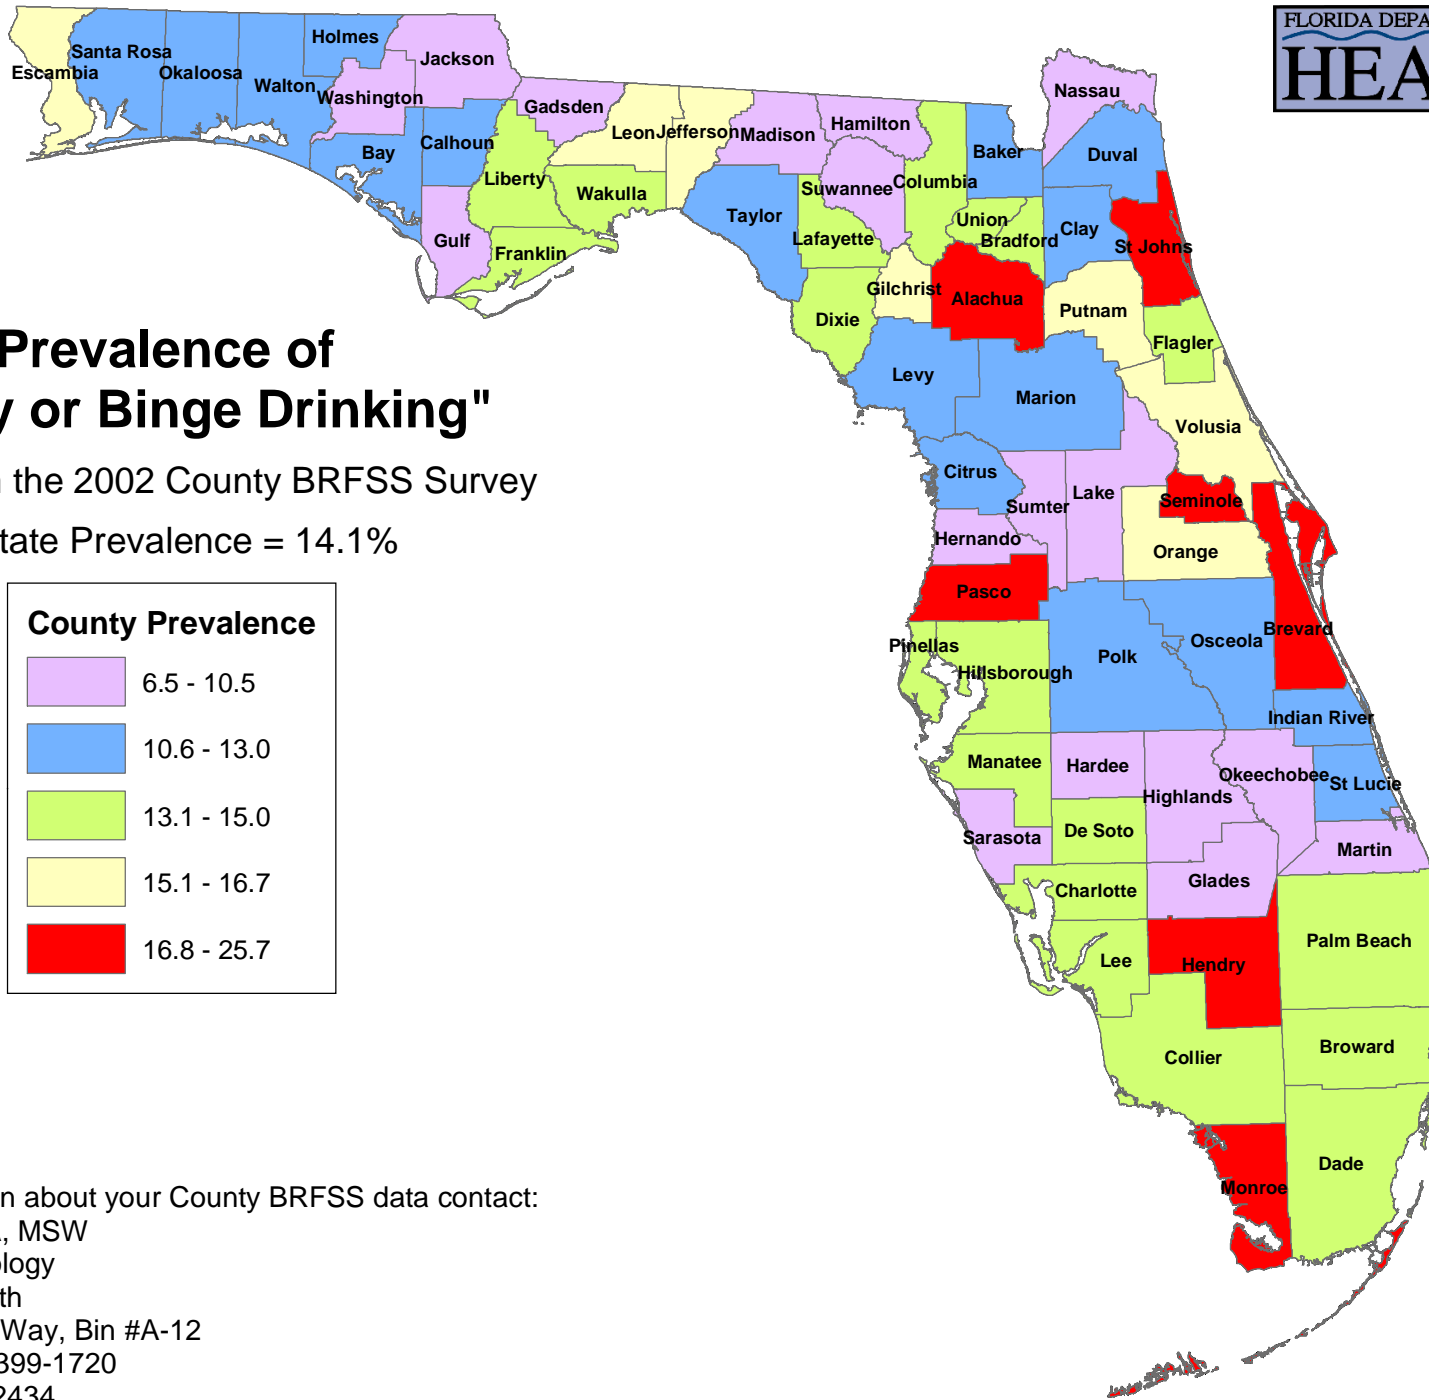 FLORIDA DEPA
HEA
Prevalence of
y or Binge Drinking"
the 2002 County BRFSS Survey
tate Prevalence = 14.1%
County Prevalence
6.5 - 10.5
10.6 - 13.0
13.1 - 15.0
15.1 - 16.7
16.8 - 25.7
Escambia
Santa Rosa
Okaloosa
Walton
Holmes
Washington
Jackson
Bay
Calhoun
Gulf
Gadsden
Liberty
Franklin
Leon
Wakulla
Jefferson
Madison
Taylor
Hamilton
Suwannee
Lafayette
Dixie
Columbia
Gilchrist
Baker
Union
Bradford
Alachua
Nassau
Duval
Clay
St Johns
Putnam
Flagler
Levy
Marion
Volusia
Citrus
Sumter
Lake
Seminole
Hernando
Orange
Pasco
Brevard
Pinellas
Hillsborough
Polk
Osceola
Indian River
Manatee
Hardee
Highlands
Okeechobee
St Lucie
Sarasota
De Soto
Martin
Charlotte
Glades
Lee
Hendry
Palm Beach
Collier
Broward
Dade
Monroe
n about your County BRFSS data contact:
, MSW
ology
th
Way, Bin #A-12
399-1720
2434